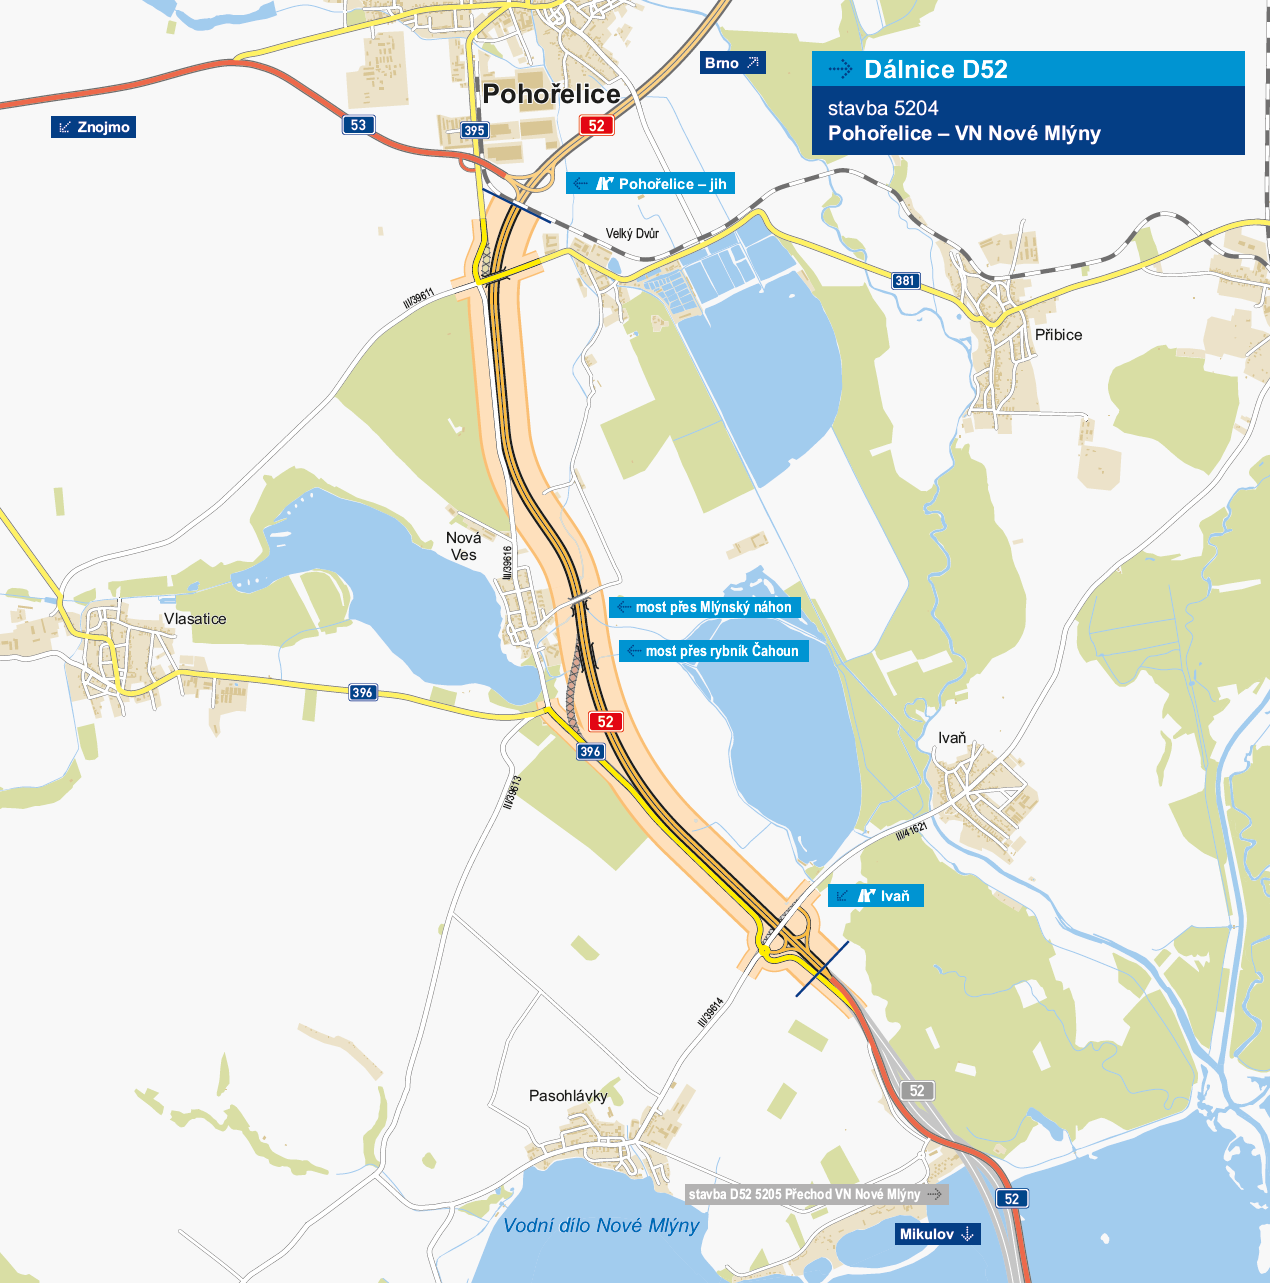 Brno
Dálnice D52
stavba 5204
Pohořelice – VN Nové Mlýny
Pohořelice
Znojmo
53
395
52
Pohořelice – jih
Velký Dvůr
381
III/39611
Přibice
Nová
Ves
III/39616
most přes Mlýnský náhon
Vlasatice
most přes rybník Čahoun
396
52
396
Ivaň
III/39613
III/41621
Ivaň
III/39614
52
Pasohlávky
stavba D52 5205 Přechod VN Nové Mlýny
52
Vodní dílo Nové Mlýny
Mikulov